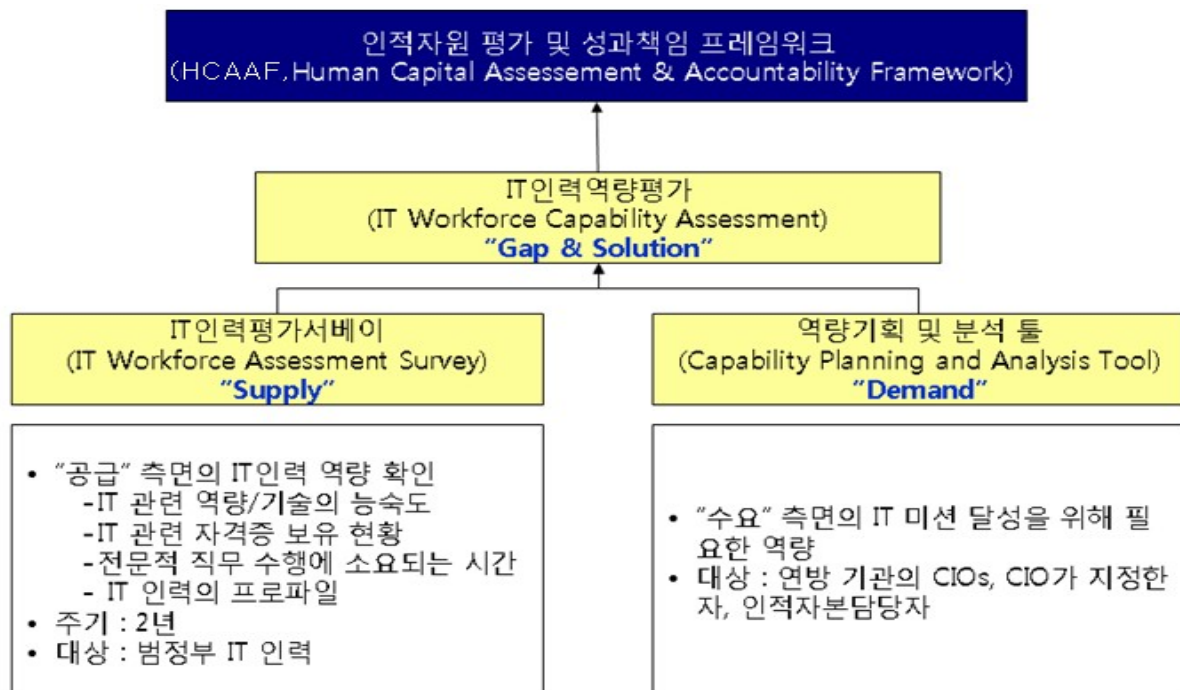 인적자원 평가 및 성과책임 프레임워크
(HCAAF,Human Capital Assessement & Accountability Framework)
IT인력역량평가
(IT Workforce Capability Assessment)
"Gap & Solution"
IT인력평가서베이
(IT Workforce Assessment Survey)
"Supply"
역량기획 및 분석 툴
(Capability Planning and Analysis Tool)
"Demand"
• "공급" 측면의 IT인력 역량 확인
-IT 관련 역량/기술의 능숙도
-IT 관련 자격증 보유 현황
-전문적 직무 수행에 소요되는 시간
- IT 인력의 프로파일
• 주기 : 2년
• 대상 : 범정부 IT 인력
• "수요" 측면의 IT 미션 달성을 위해 필
요한 역량
• 대상 : 연방 기관의 CIOs, CIO가 지정한
자, 인적자본담당자